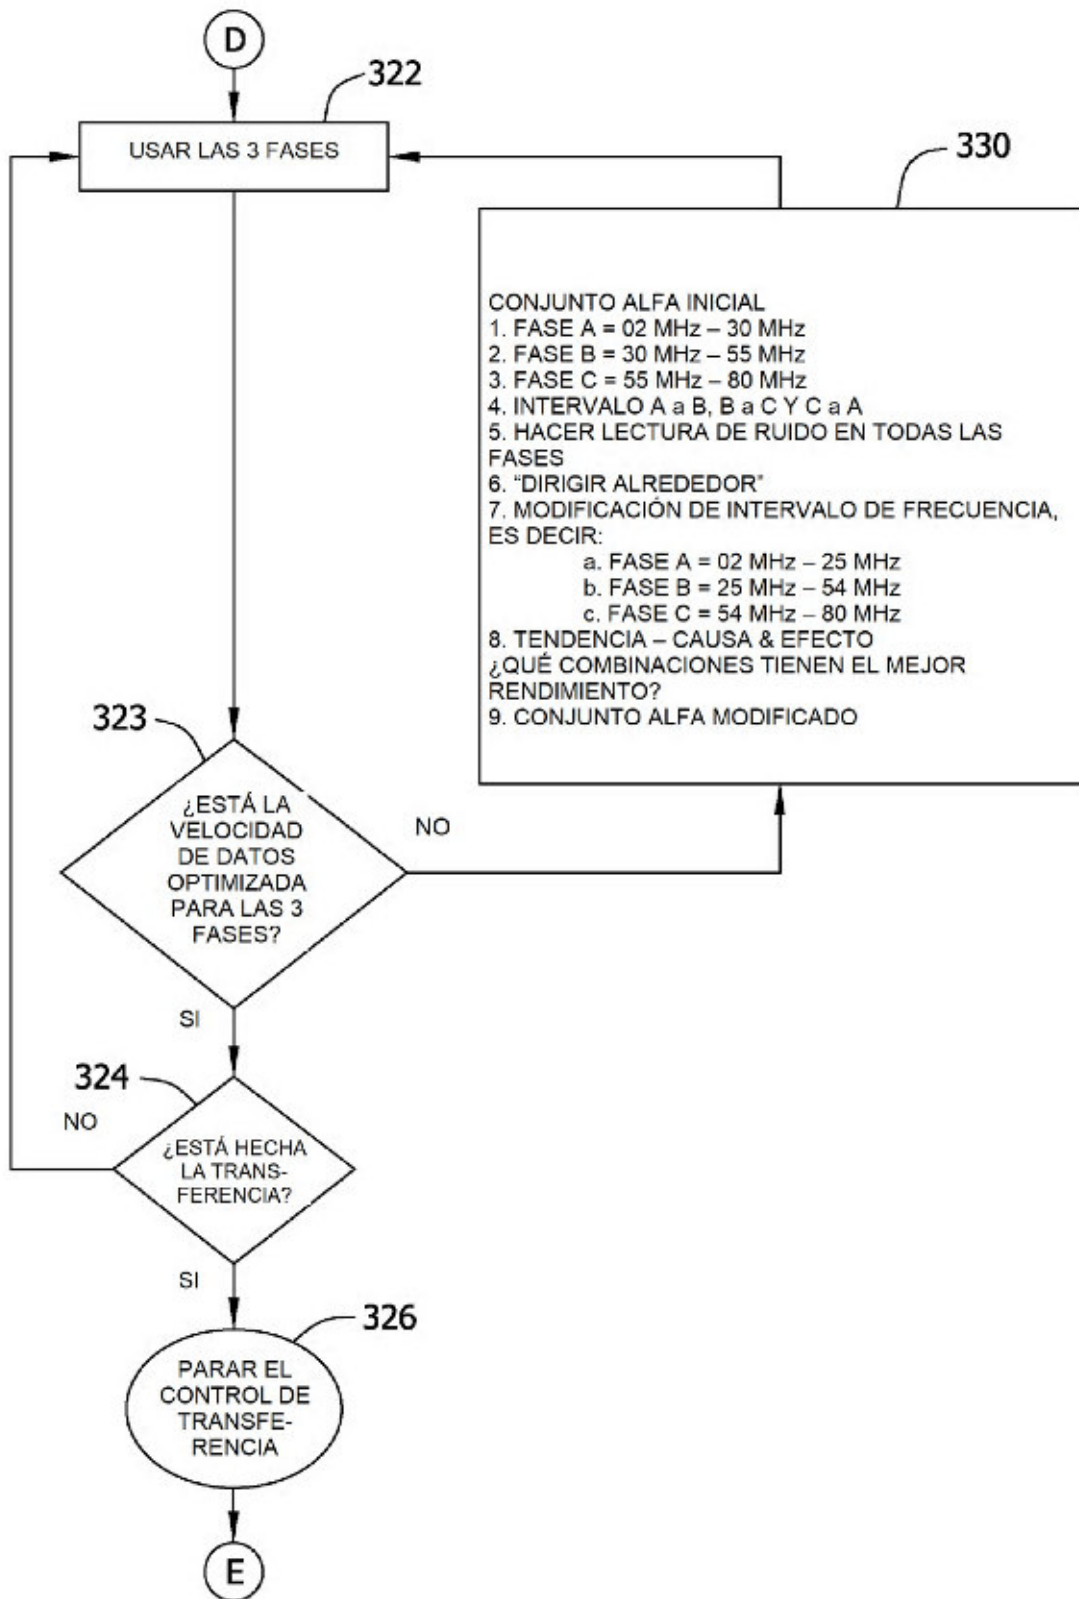 D
322
USAR LAS 3 FASES
330
CONJUNTO ALFA INICIAL
1. FASE A = 02 MHz – 30 MHz
2. FASE B = 30 MHz – 55 MHz
3. FASE C = 55 MHz – 80 MHz
4. INTERVALO A a B, B a C Y C a A
5. HACER LECTURA DE RUIDO EN TODAS LAS
FASES
6. “DIRIGIR ALREDEDOR”
7. MODIFICACIÓN DE INTERVALO DE FRECUENCIA,
ES DECIR:
a. FASE A = 02 MHz – 25 MHz
b. FASE B = 25 MHz – 54 MHz
c. FASE C = 54 MHz – 80 MHz
8. TENDENCIA – CAUSA & EFECTO
¿QUÉ COMBINACIONES TIENEN EL MEJOR
RENDIMIENTO?
9. CONJUNTO ALFA MODIFICADO
323
¿ESTÁ LA
VELOCIDAD
DE DATOS
OPTIMIZADA
PARA LAS 3
FASES?
NO
SI
324
NO
¿ESTÁ HECHA
LA TRANS-
FERENCIA?
SI
326
PARAR EL
CONTROL DE
TRANSFE-
RENCIA
E